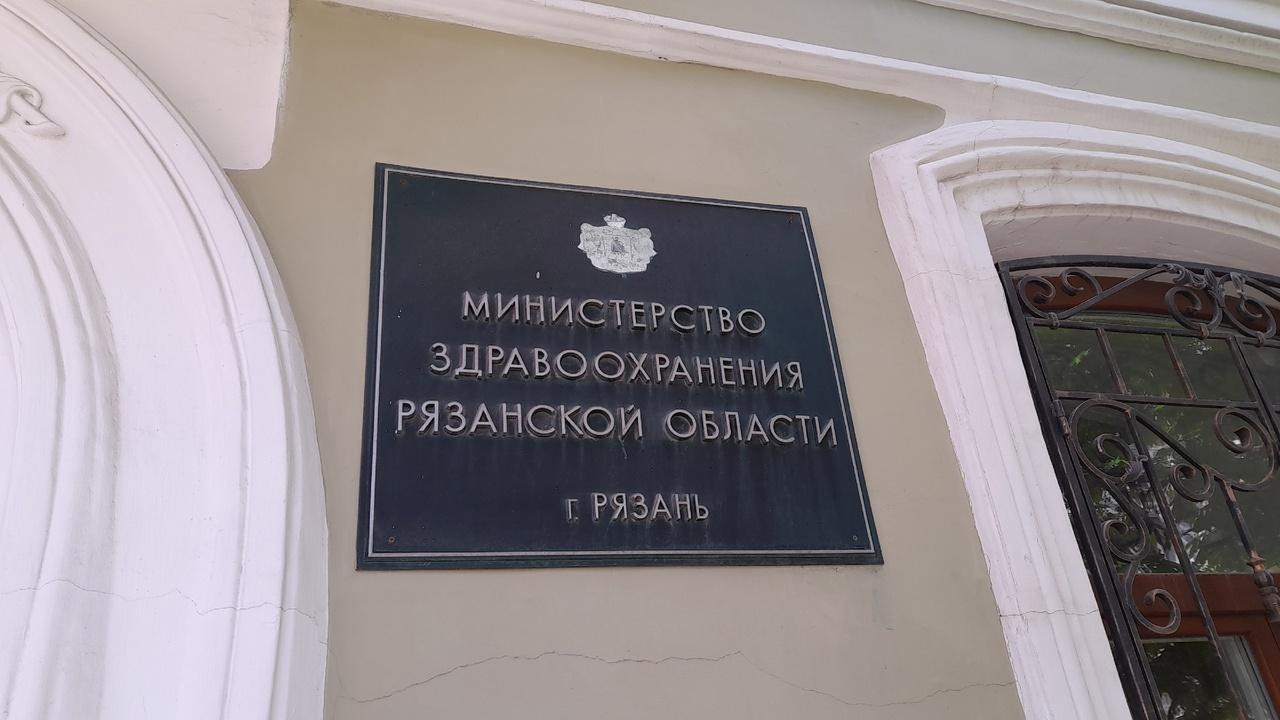 МИНИСТЕРСТВО
ЗДРАВООХРАНЕНИЯ
РЯЗАНСКОЙ ОБЛАСТИ
г. РЯЗАНЬ